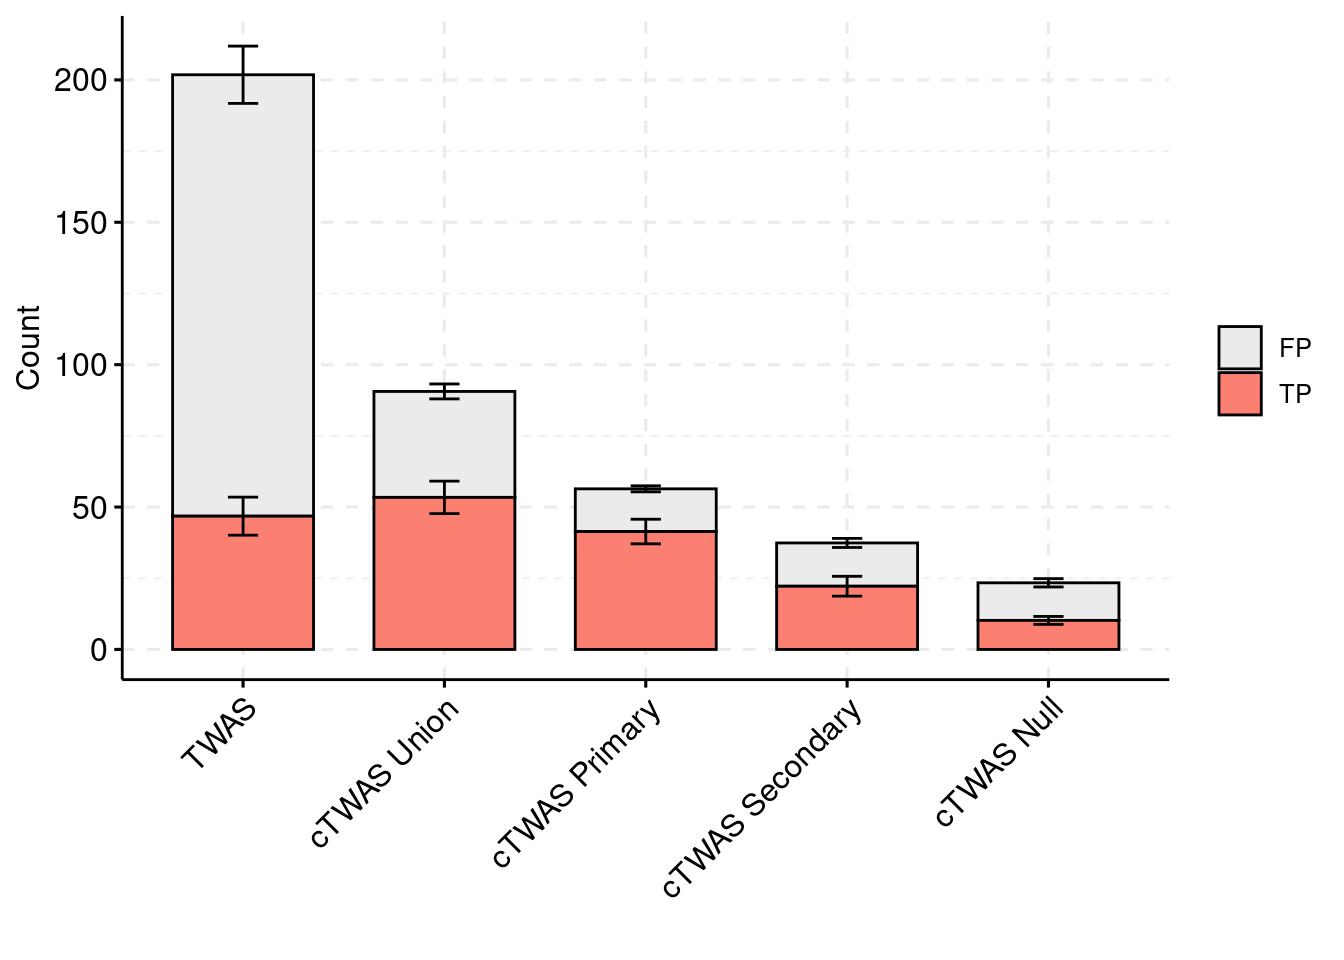 200
150
100
50
0
Count
TWAS
cTWAS Union
cTWAS Primary
cTWAS Secondary
cTWAS Null
FP
TP